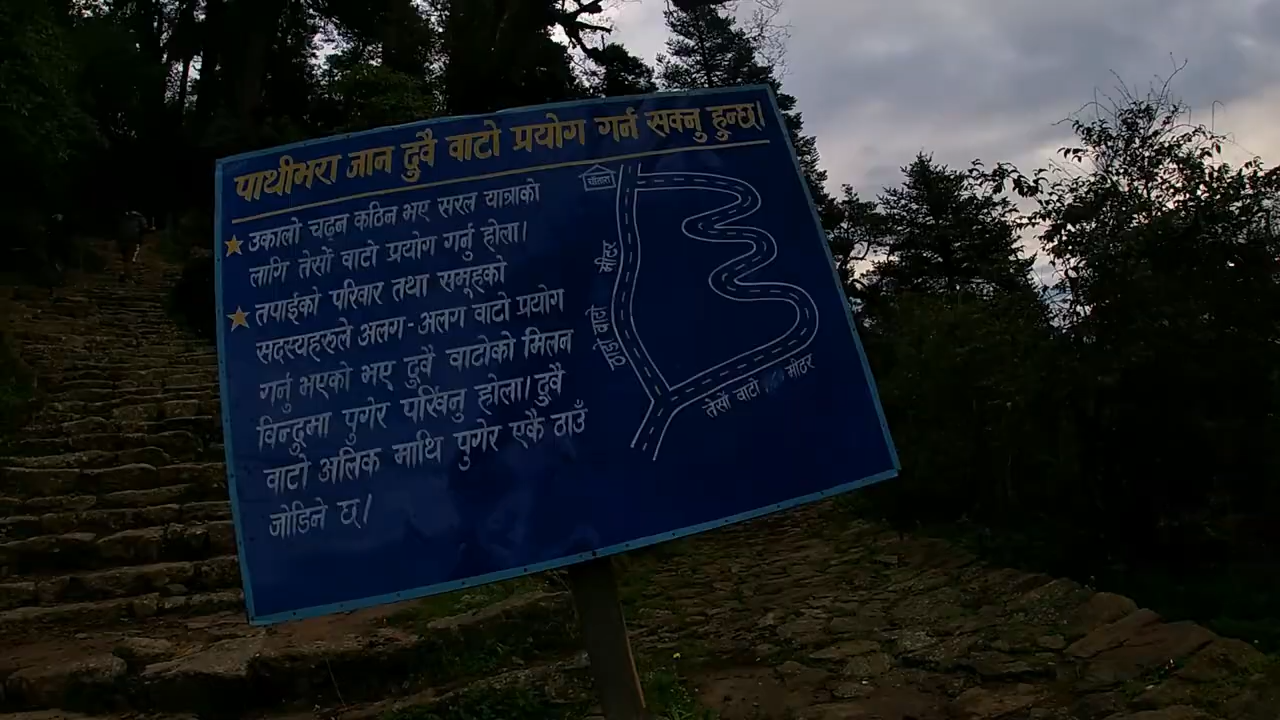 पाथीभरा जान दुवै वाटो प्रयोग गर्न सक्नु हुन्छ।
उकालो चढ्न कठिन भए सरल यात्राको
लागि तेर्सो वाटो प्रयोग गर्नु होला।
तपाईको परिवार तथा समूहको
सदस्यहरुले अलग-अलग वाटो प्रयोग
गर्नु भएको भए दुवै वाटोको मिलन
विन्दुमा पुगेर पर्खिनु होला। दुवै
वाटो अलिक माथि पुगेर एकै ठाउँ
जोडिने छ।
चौतारा
ठाडो वाटो मीटर
तेर्सो वाटो मीटर